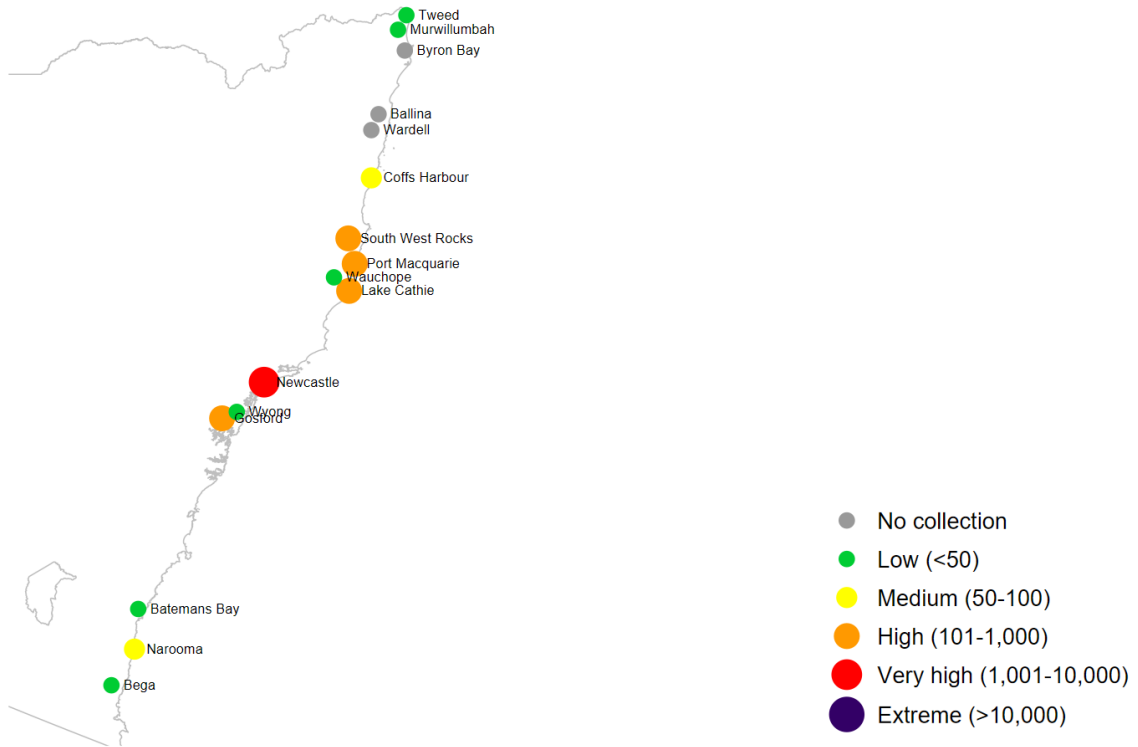 Tweed
Murwillumbah
Byron Bay
Ballina
Wardell
Coffs Harbour
South West Rocks
Port Macquarie
Wauchope
Lake Cathie
Newcastle
Wyong
Gosford
Batemans Bay
Narooma
Bega
No collection
Low (<50)
Medium (50-100)
High (101-1,000)
Very high (1,001-10,000)
Extreme (>10,000)